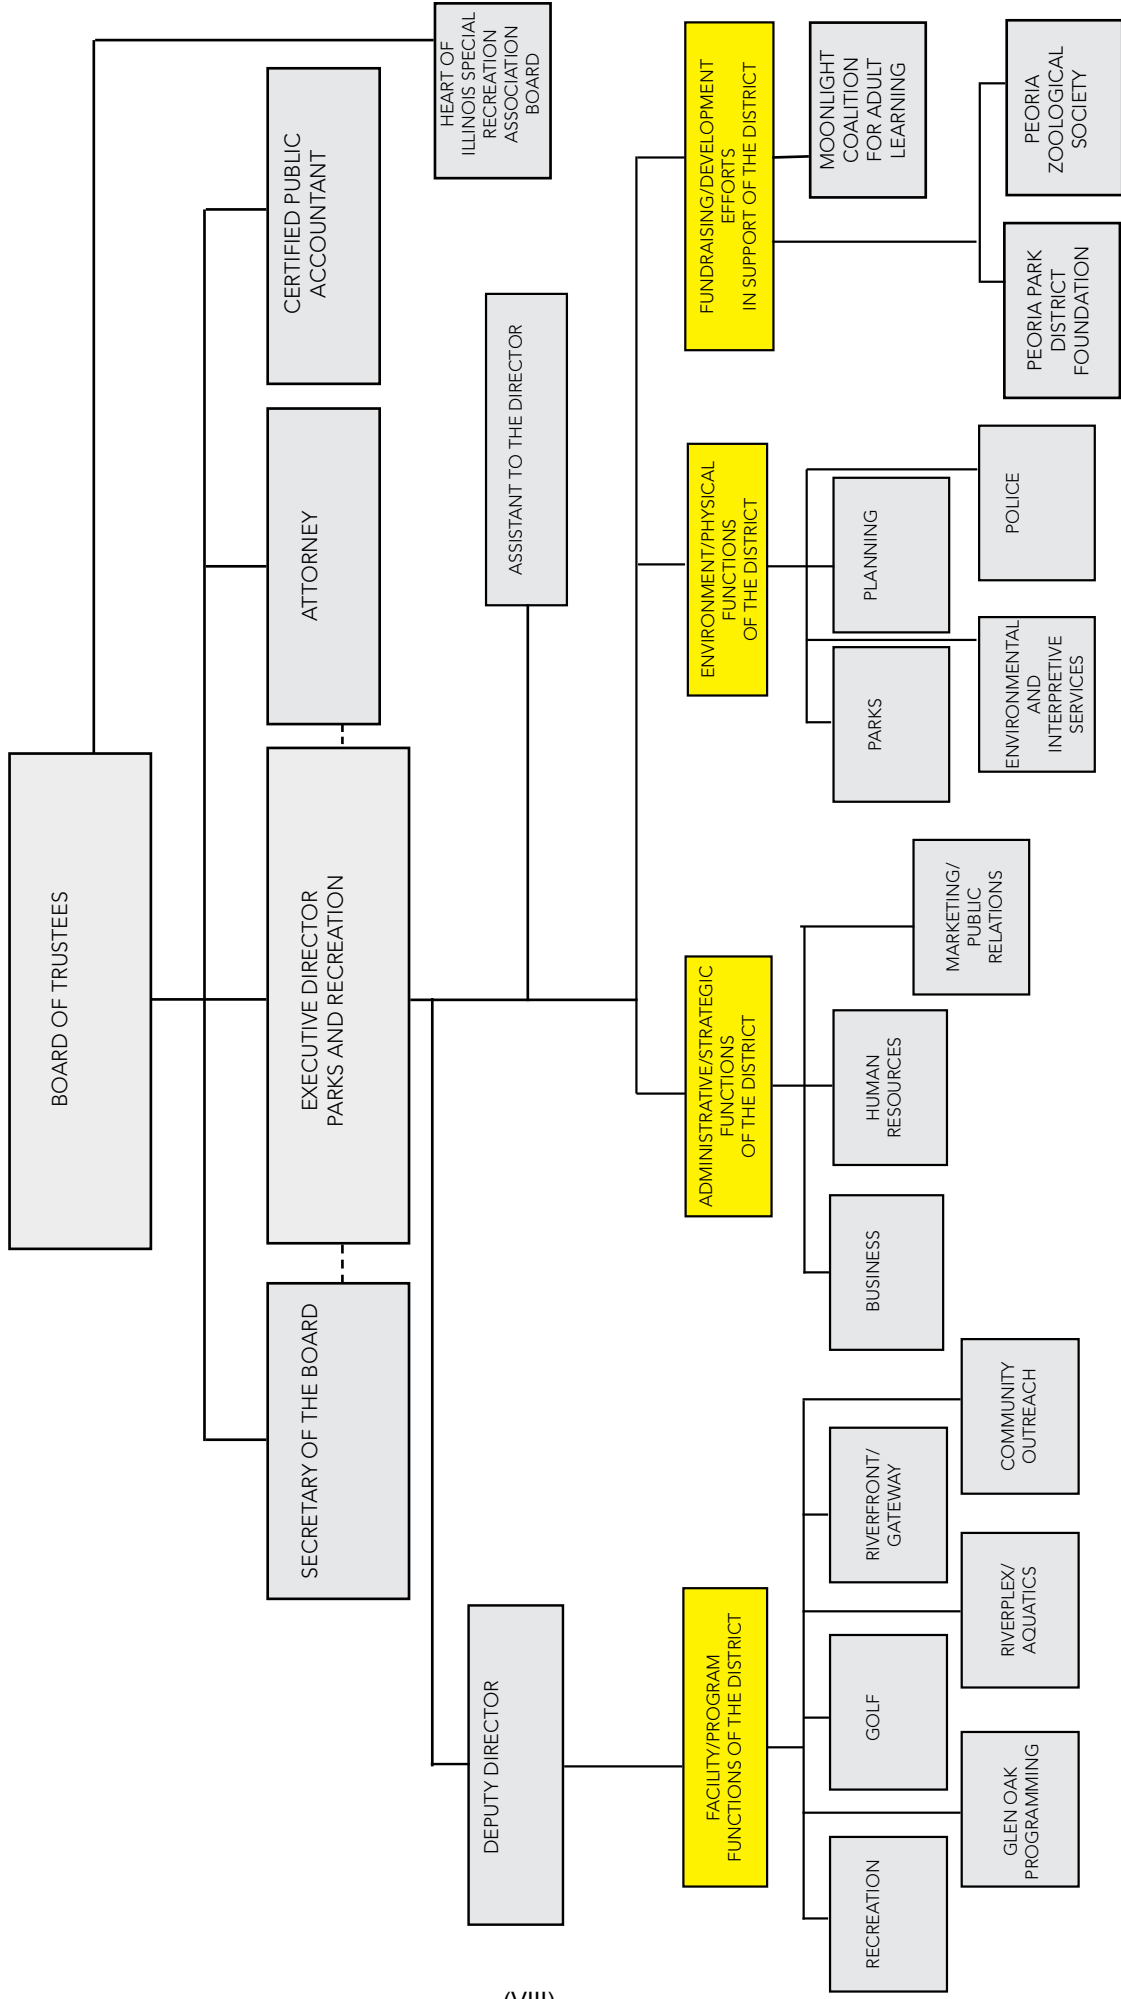 BOARD OF TRUSTEES
HEART OF
ILLINOIS SPECIAL
RECREATION
ASSOCIATION
BOARD
SECRETARY OF THE BOARD
EXECUTIVE DIRECTOR
PARKS AND RECREATION
ATTORNEY
CERTIFIED PUBLIC
ACCOUNTANT
DEPUTY DIRECTOR
ASSISTANT TO THE DIRECTOR
FACILITY/PROGRAM
FUNCTIONS OF THE DISTRICT
ADMINISTRATIVE/STRATEGIC
FUNCTIONS
OF THE DISTRICT
ENVIRONMENT/PHYSICAL
FUNCTIONS
OF THE DISTRICT
FUNDRAISING/DEVELOPMENT
EFFORTS
IN SUPPORT OF THE DISTRICT
RECREATION
GOLF
RIVERFRONT/
GATEWAY
GLEN OAK
PROGRAMMING
RIVERPLEX/
AQUATICS
COMMUNITY
OUTREACH
BUSINESS
HUMAN
RESOURCES
MARKETING/
PUBLIC
RELATIONS
PARKS
PLANNING
ENVIRONMENTAL
AND
INTERPRETIVE
SERVICES
POLICE
MOONLIGHT
COALITION
FOR ADULT
LEARNING
PEORIA PARK
DISTRICT
FOUNDATION
PEORIA
ZOOLOGICAL
SOCIETY
(VIII)